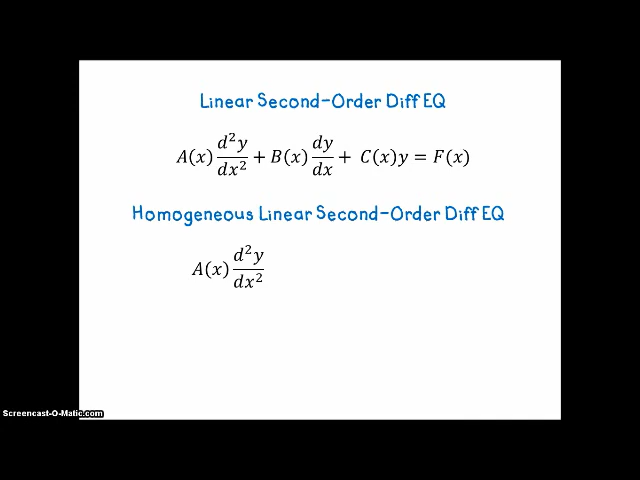 Linear Second-Order Diff EQ
A(x) d²y/dx² + B(x) dy/dx + C(x)y = F(x)
Homogeneous Linear Second-Order Diff EQ
A(x) d²y/dx²
Screencast-O-Matic.com